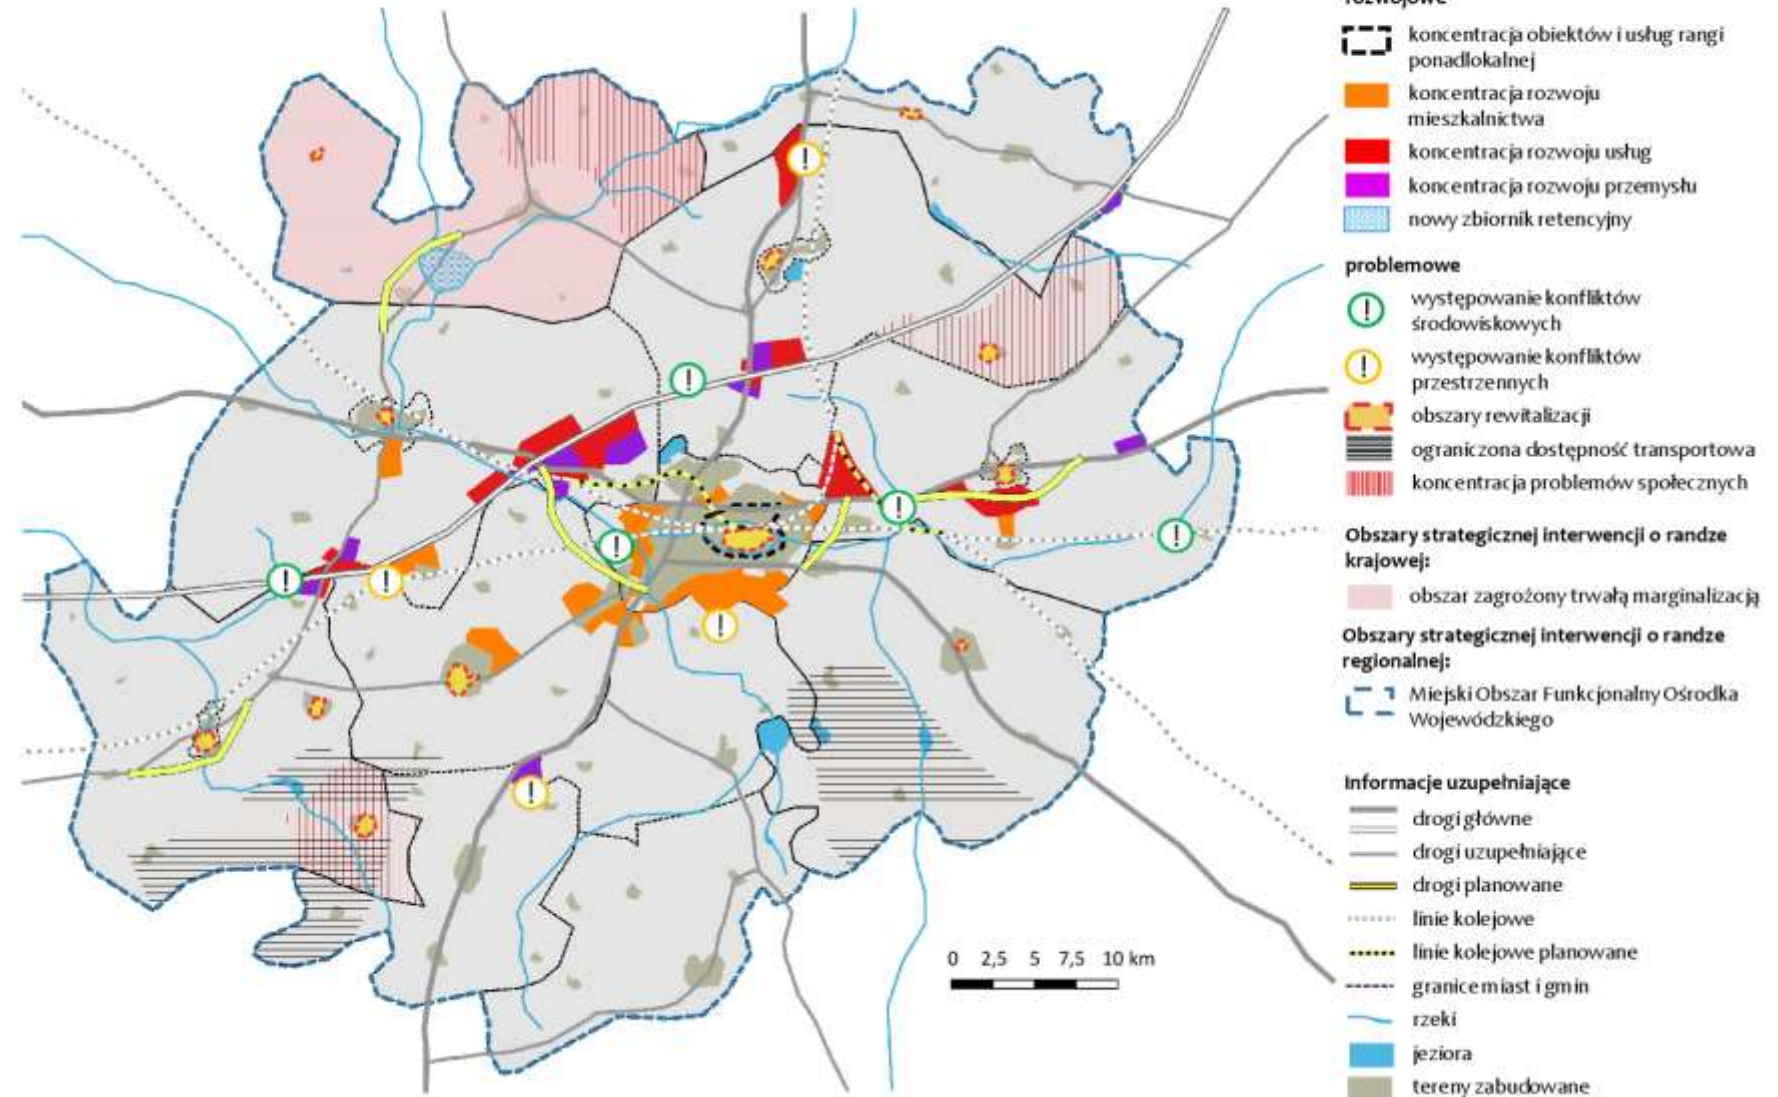 rozwojowe
koncentracja obiektów i usług rangi
ponadlokalnej
koncentracja rozwoju
mieszkalnictwa
koncentracja rozwoju usług
koncentracja rozwoju przemysłu
nowy zbiornik retencyjny
problemowe
! występowanie konfliktów
środowiskowych
! występowanie konfliktów
przestrzennych
obszary rewitalizacji
ograniczona dostępność transportowa
koncentracja problemów społecznych
Obszary strategicznej interwencji o randze
krajowej:
obszar zagrożony trwałą marginalizacją
Obszary strategicznej interwencji o randze
regionalnej:
Miejski Obszar Funkcjonalny Ośrodka
Wojewódzkiego
Informacje uzupełniające
drogi główne
drogi uzupełniające
drogi planowane
linie kolejowe
linie kolejowe planowane
granice miast i gmin
rzeki
jeziora
tereny zabudowane
!
!
!
!
!
!
!
!
!
0 2,5 5 7,5 10 km